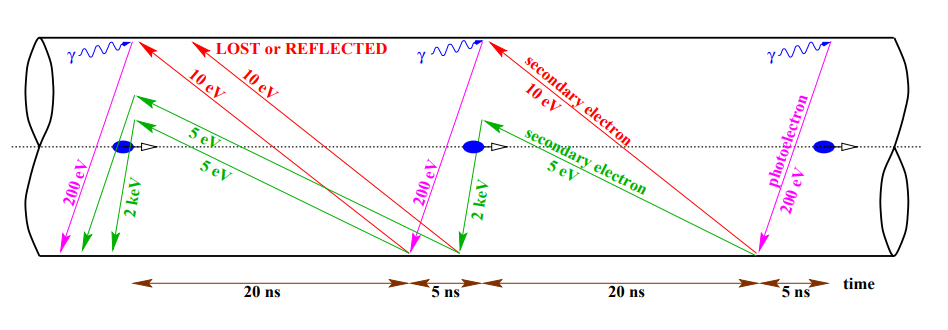 γ
LOST or REFLECTED
γ
γ
10 eV
10 eV
secondary electron
10 eV
photoelectron
200 eV
5 eV
5 eV
secondary electron
5 eV
200 eV
2 keV
200 eV
2 keV
20 ns
5 ns
20 ns
5 ns
time